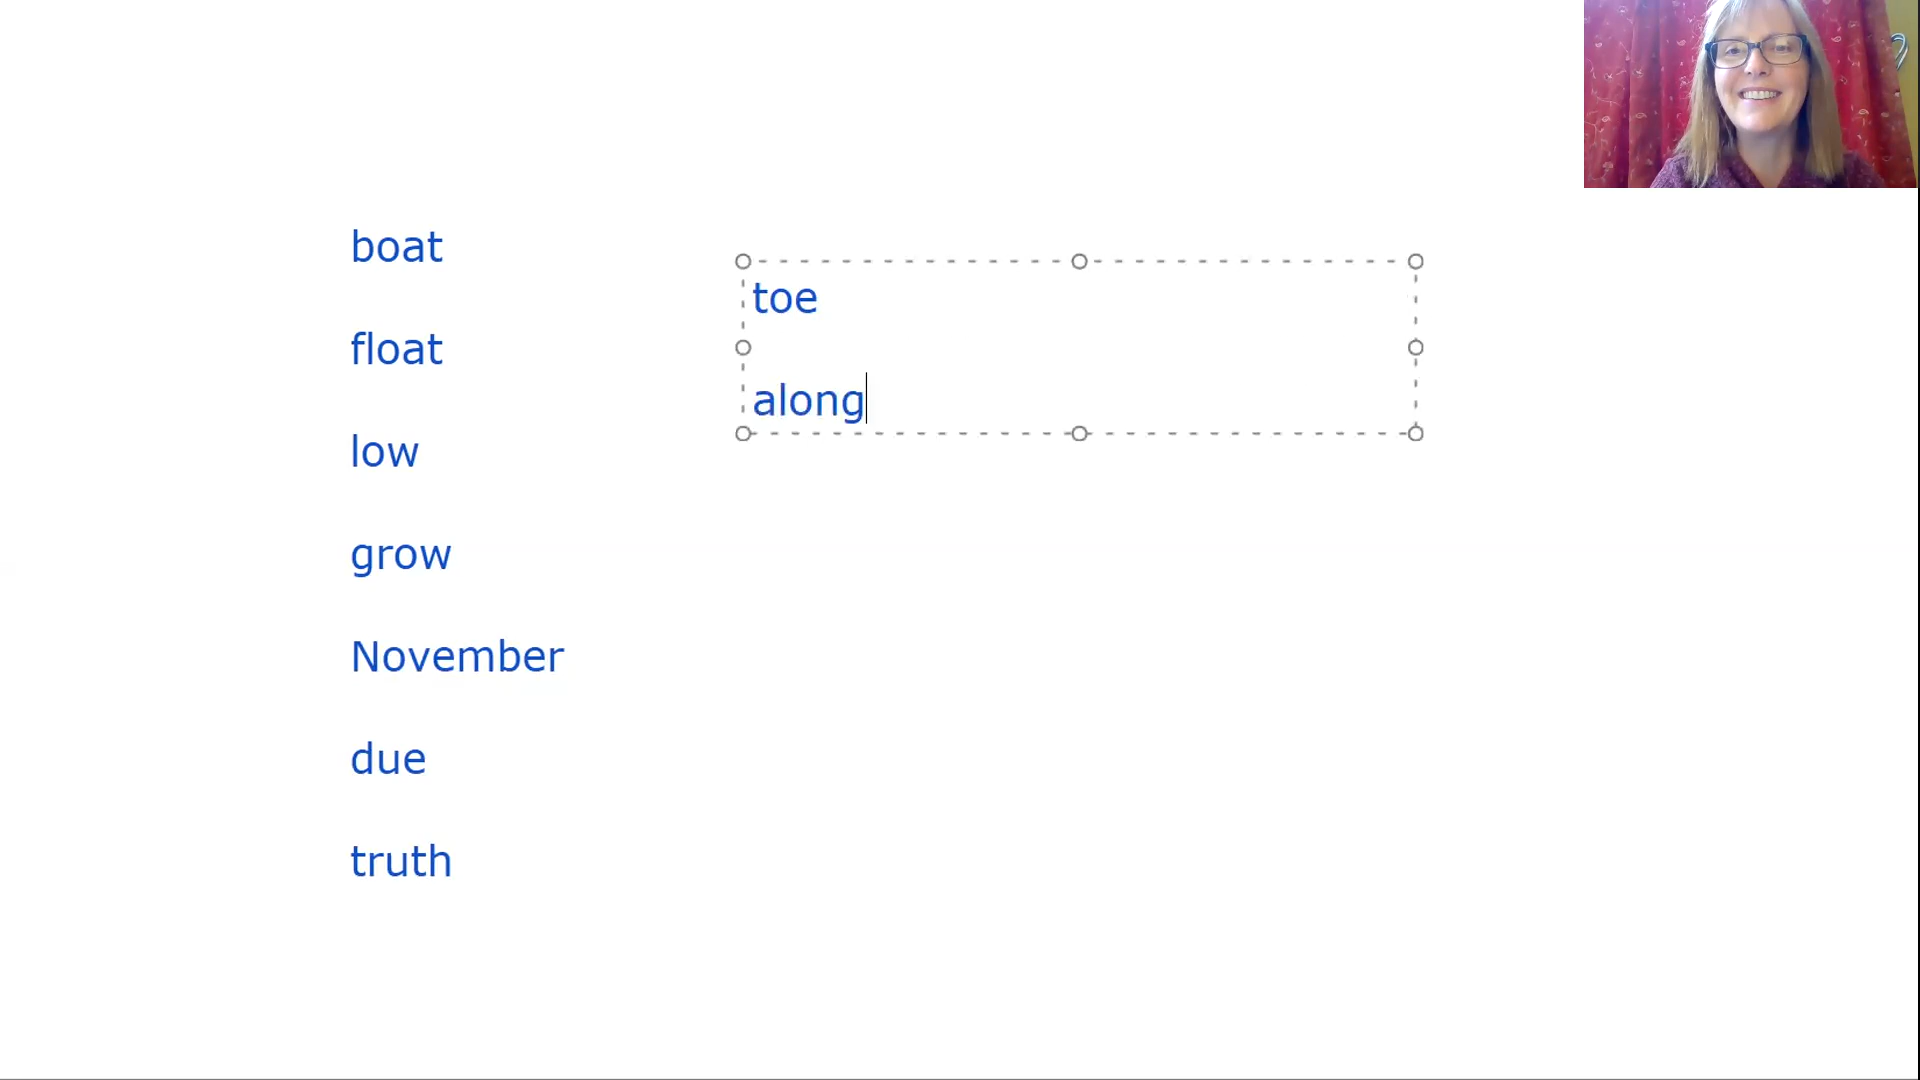 boat
float
low
grow
November
due
truth
toe
along